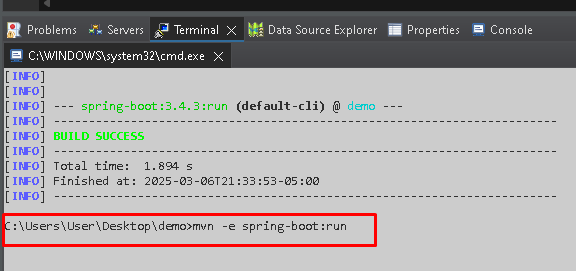 Problems Servers Terminal Data Source Explorer Properties Console
C:\WINDOWS\system32\cmd.exe
[INFO]
[INFO]
[INFO] --- spring-boot:3.4.3:run (default-cli) @ demo ---
[INFO] ------------------------------------------------------------------------
[INFO] BUILD SUCCESS
[INFO] ------------------------------------------------------------------------
[INFO] Total time:  1.894 s
[INFO] Finished at: 2025-03-06T21:33:53-05:00
[INFO] ------------------------------------------------------------------------
C:\Users\User\Desktop\demo>mvn -e spring-boot:run